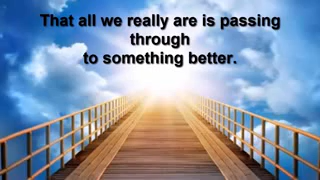 That all we really are is passing
through
to something better.